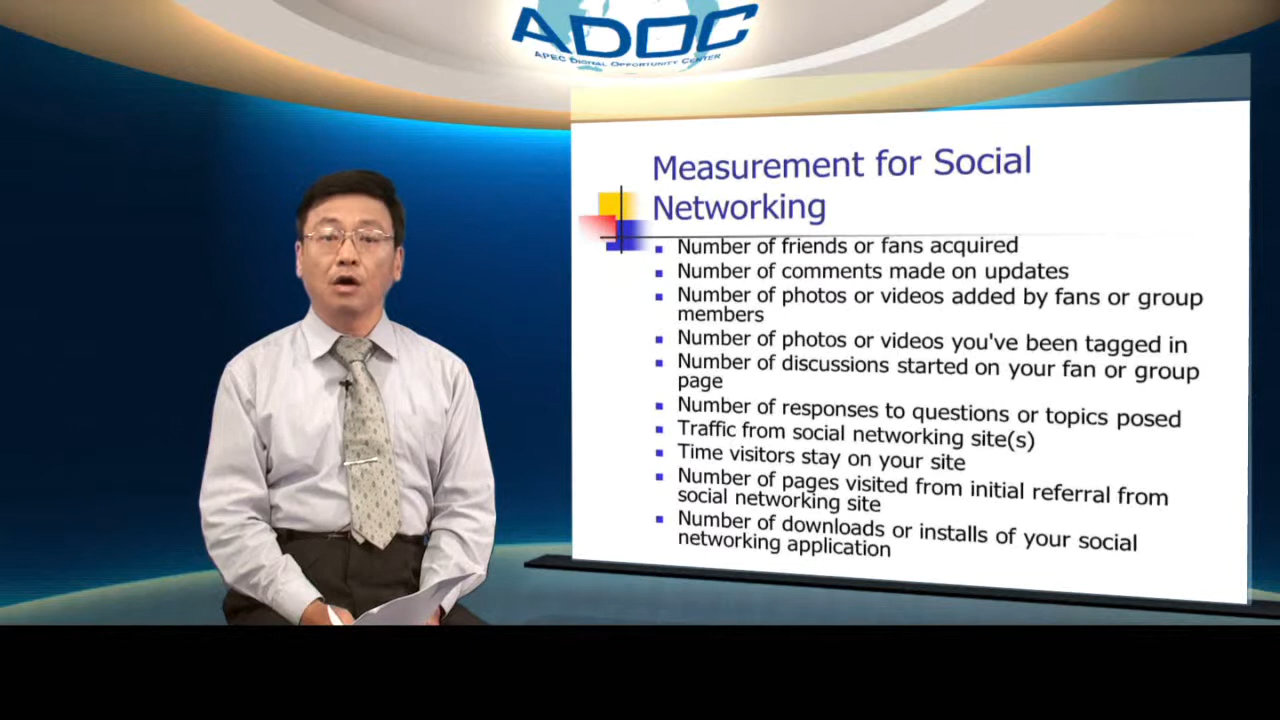 ADOC
APEC DIGITAL OPPORTUNITY CENTER
Measurement for Social
Networking
Number of friends or fans acquired
Number of comments made on updates
Number of photos or videos added by fans or group
members
Number of photos or videos you've been tagged in
Number of discussions started on your fan or group
page
Number of responses to questions or topics posed
Traffic from social networking site(s)
Time visitors stay on your site
Number of pages visited from initial referral from
social networking site
Number of downloads or installs of your social
networking application